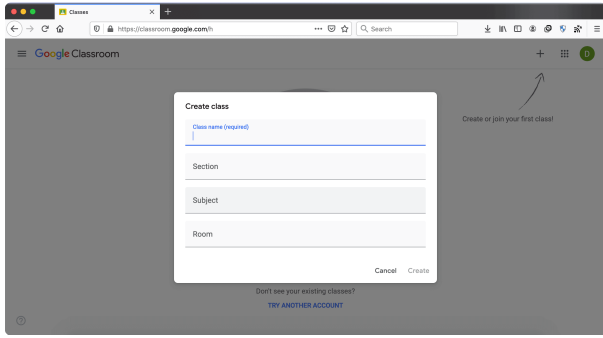 Classes
https://classroom.google.com/h
Search
Google Classroom
D
Create or join your first class!
Create class
Class name (required)
Section
Subject
Room
Cancel Create
Don't see your existing classes?
TRY ANOTHER ACCOUNT